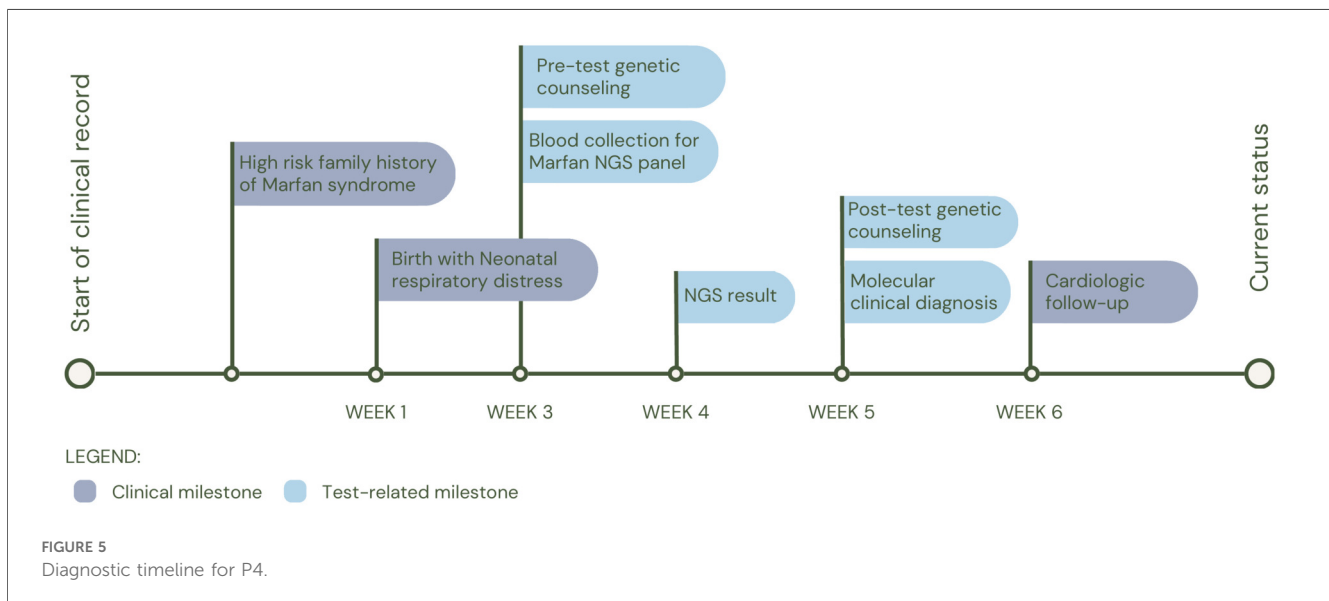 Start of clinical record
High risk family history
of Marfan syndrome
Birth with Neonatal
respiratory distress
Pre-test genetic
counseling
Blood collection for
Marfan NGS panel
NGS result
Post-test genetic
counseling
Molecular
clinical diagnosis
Cardiologic
follow-up
Current status
WEEK 1
WEEK 3
WEEK 4
WEEK 5
WEEK 6
LEGEND:
Clinical milestone
Test-related milestone
FIGURE 5
Diagnostic timeline for P4.